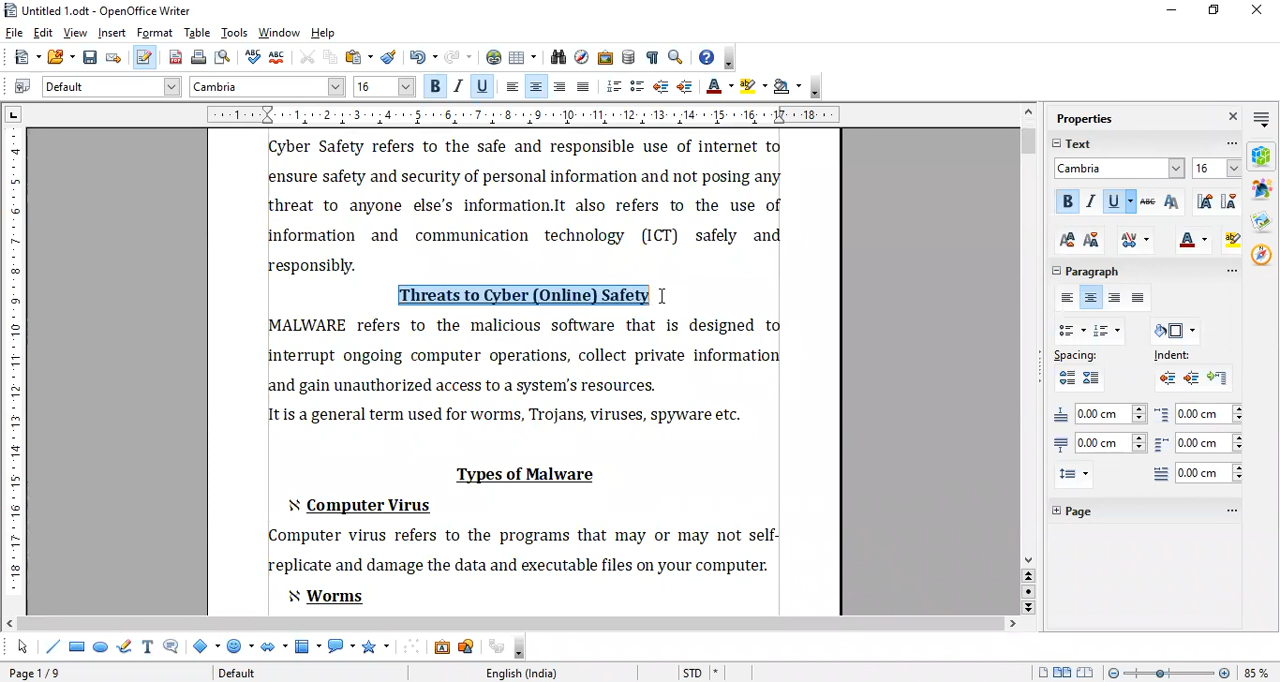 Untitled 1.odt - OpenOffice Writer
File Edit View Insert Format Table Tools Window Help
Default Cambria 16
Properties
Text
Cambria 16
Paragraph
Spacing: Indent:
0.00 cm 0.00 cm
0.00 cm 0.00 cm
0.00 cm
Page
Cyber Safety refers to the safe and responsible use of internet to
ensure safety and security of personal information and not posing any
threat to anyone else’s information.It also refers to the use of
information and communication technology (ICT) safely and
responsibly.
Threats to Cyber (Online) Safety
MALWARE refers to the malicious software that is designed to
interrupt ongoing computer operations, collect private information
and gain unauthorized access to a system’s resources.
It is a general term used for worms, Trojans, viruses, spyware etc.
Types of Malware
ℵ Computer Virus
Computer virus refers to the programs that may or may not self-
replicate and damage the data and executable files on your computer.
ℵ Worms
Page 1 / 9 Default English (India) STD * 85 %